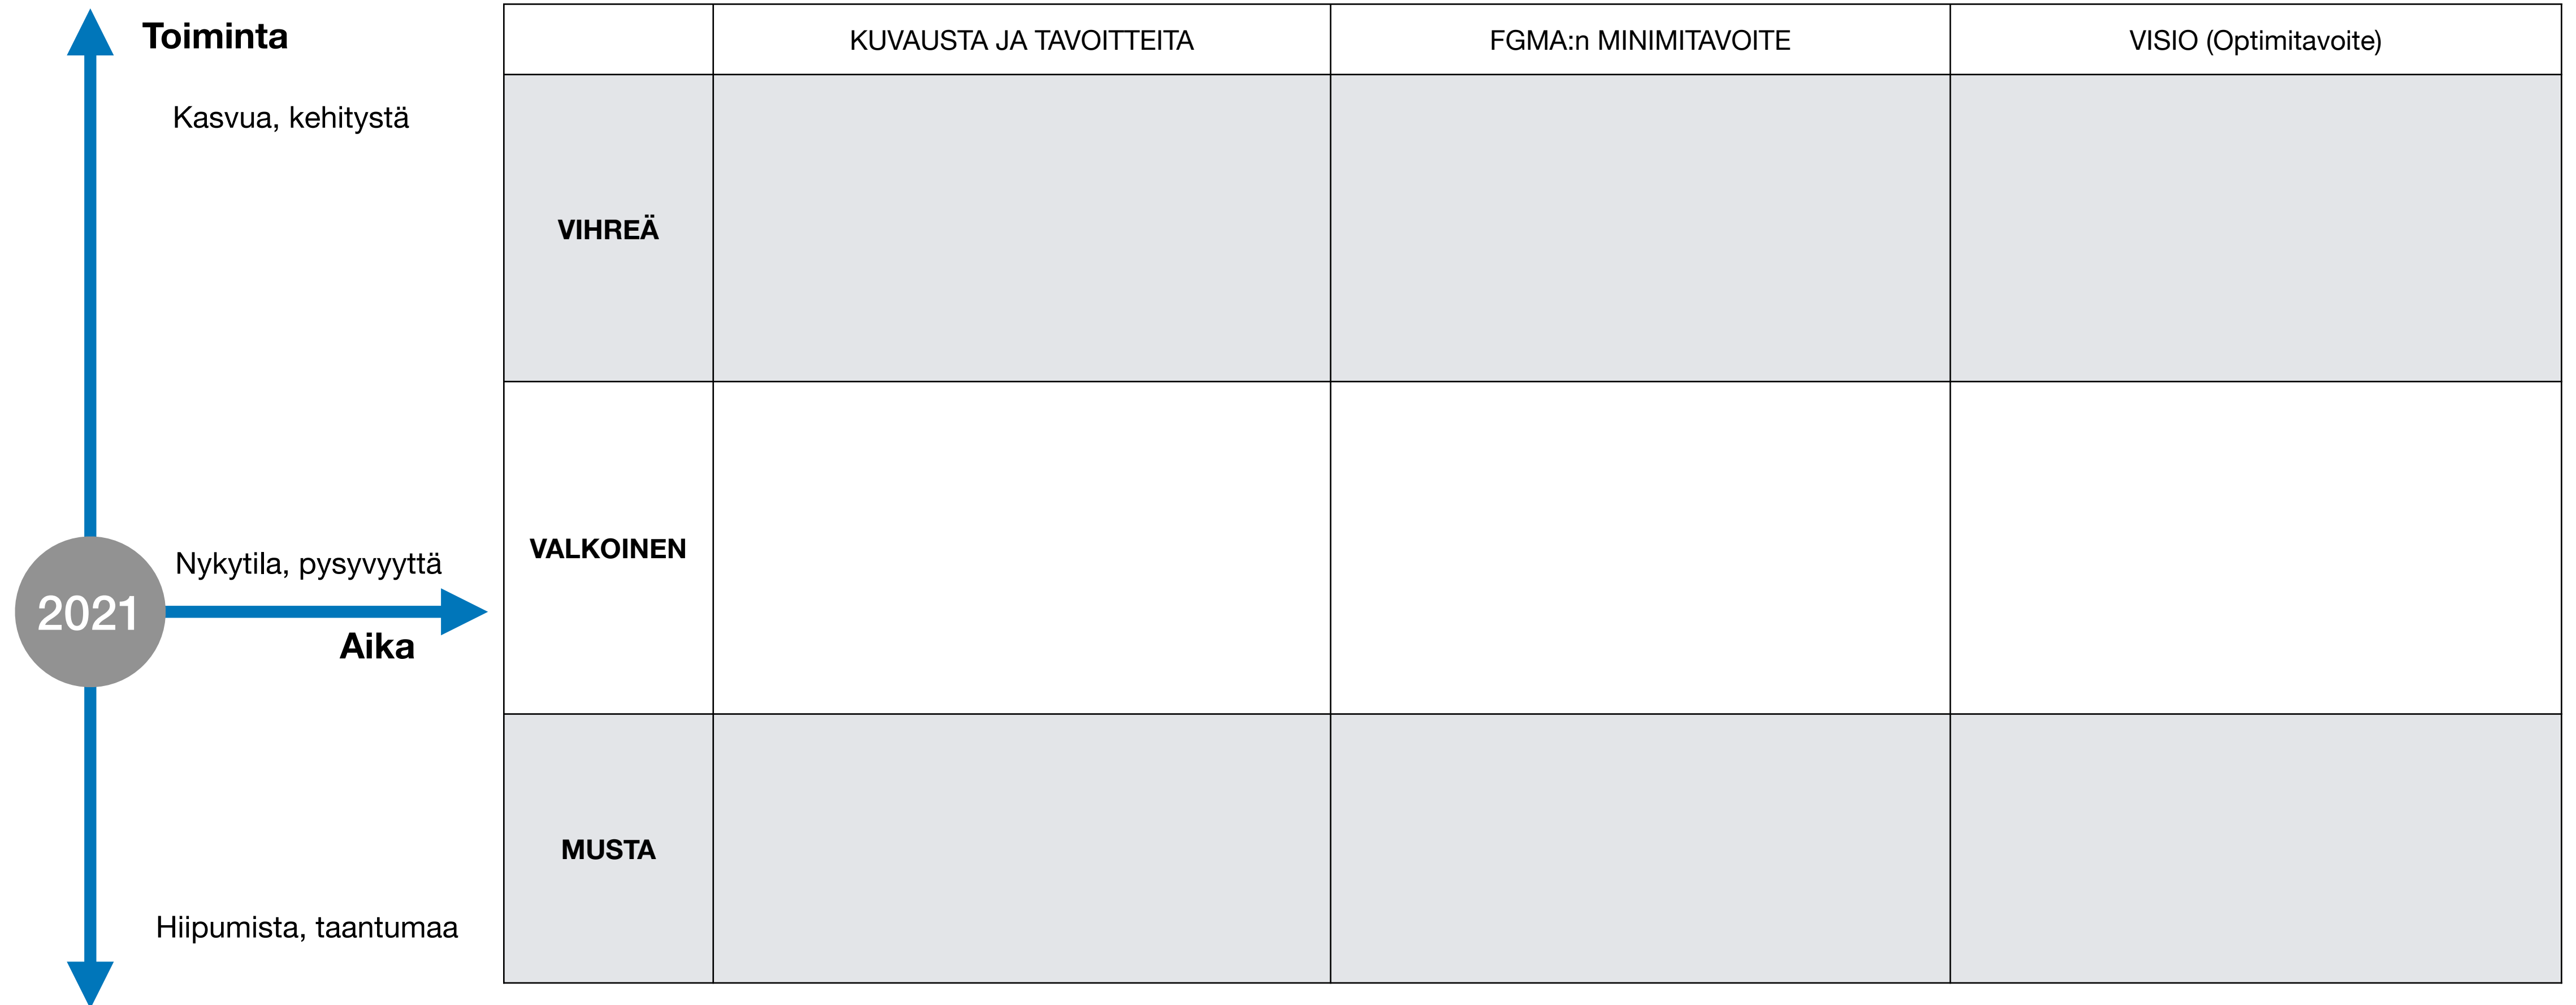 Toiminta
Kasvua, kehitystä
Nykytila, pysyvyyttä
2021
Aika
Hiipumista, taantumaa
KUVAUSTA JA TAVOITTEITA
FGMA:n MINIMITAVOITE
VISIO (Optimitavoite)
VIHREÄ
VALKOINEN
MUSTA